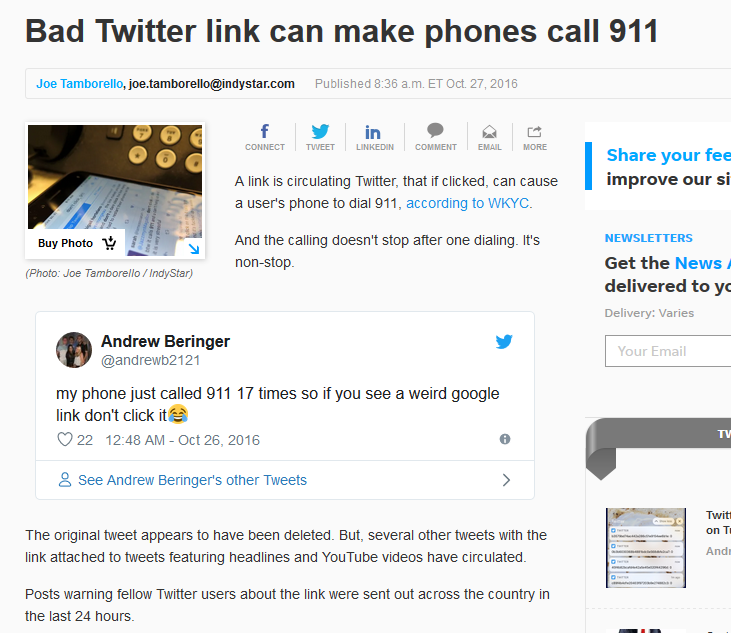 Bad Twitter link can make phones call 911
Joe Tamborello, joe.tamborello@indystar.com Published 8:36 a.m. ET Oct. 27, 2016
CONNECT TWEET LINKEDIN COMMENT EMAIL MORE
Buy Photo
(Photo: Joe Tamborello / IndyStar)
A link is circulating Twitter, that if clicked, can cause
a user's phone to dial 911, according to WKYC.
And the calling doesn't stop after one dialing. It's
non-stop.
Andrew Beringer
@andrewb2121
my phone just called 911 17 times so if you see a weird google
link don't click it😂
22 12:48 AM - Oct 26, 2016
See Andrew Beringer's other Tweets
The original tweet appears to have been deleted. But, several other tweets with the
link attached to tweets featuring headlines and YouTube videos have circulated.
Posts warning fellow Twitter users about the link were sent out across the country in
the last 24 hours.
Share your fee
improve our si
NEWSLETTERS
Get the News A
delivered to yo
Delivery: Varies
Your Email
TW
Twitt
on Tu
Andr